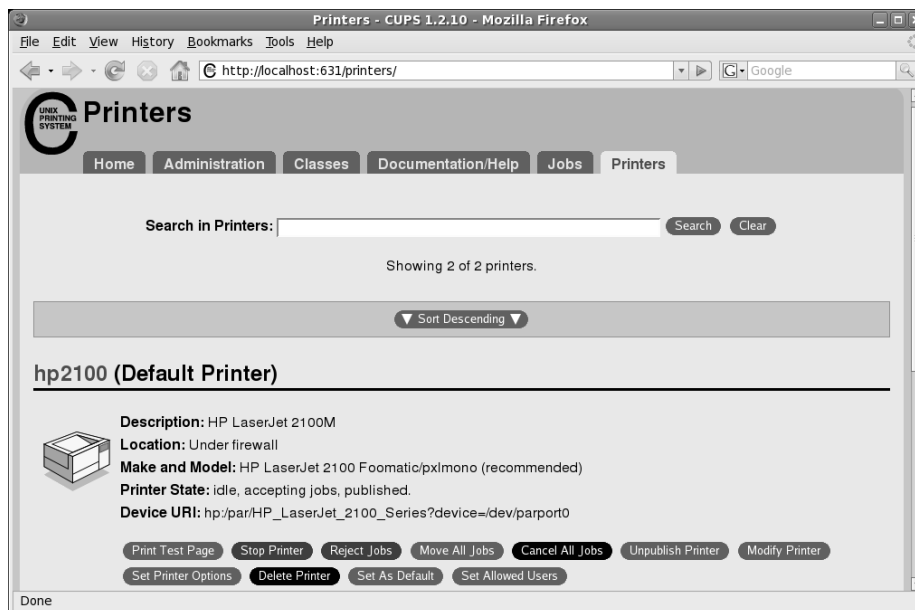 Printers - CUPS 1.2.10 - Mozilla Firefox
File Edit View History Bookmarks Tools Help
http://localhost:631/printers/ G Google
UNIX
PRINTING
SYSTEM
Printers
Home Administration Classes Documentation/Help Jobs Printers
Search in Printers: Search Clear
Showing 2 of 2 printers.
▼ Sort Descending ▼
hp2100 (Default Printer)
Description: HP LaserJet 2100M
Location: Under firewall
Make and Model: HP LaserJet 2100 Foomatic/pxlmono (recommended)
Printer State: idle, accepting jobs, published.
Device URI: hp:/par/HP_LaserJet_2100_Series?device=/dev/parport0
Print Test Page Stop Printer Reject Jobs Move All Jobs Cancel All Jobs Unpublish Printer Modify Printer
Set Printer Options Delete Printer Set As Default Set Allowed Users
Done